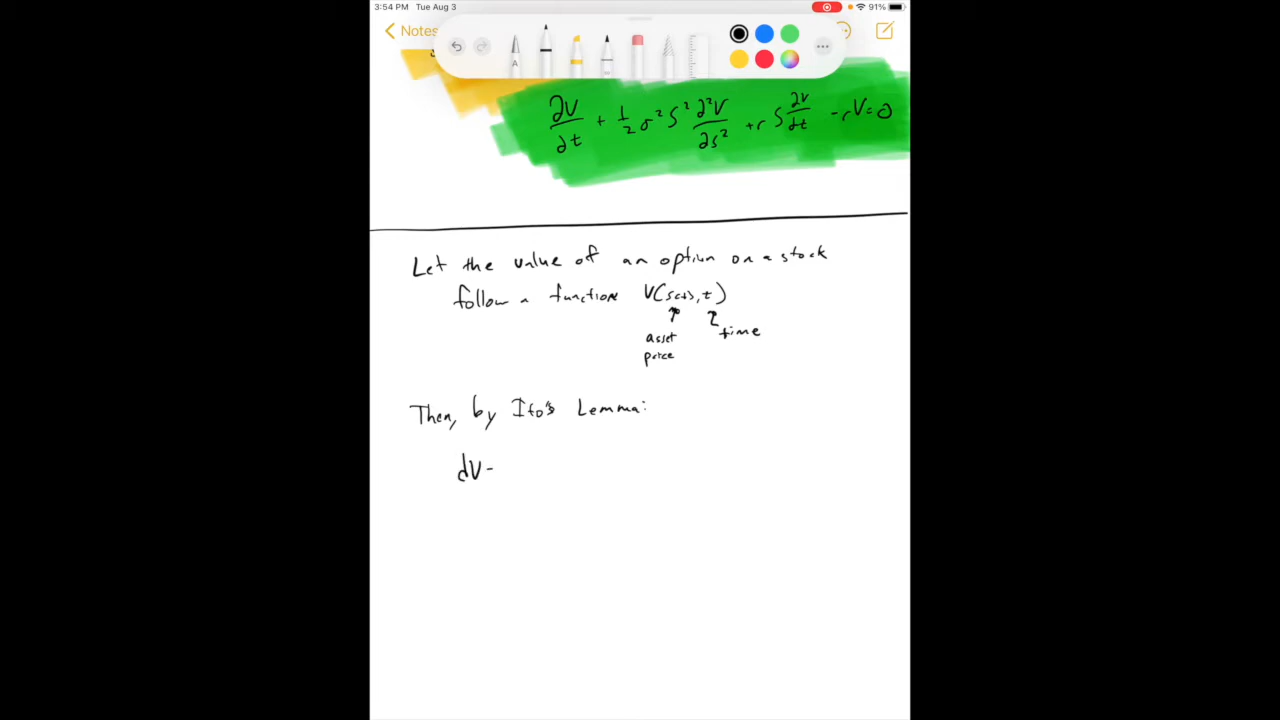 3:54 PM Tue Aug 3
91%
Notes
A
∂V/∂t + 1/2 σ² S² ∂²V/∂s² + r S ∂V/∂t - rV = 0
Let the value of an option on a stock
follow a function V(s(t), t)
asset
price
time
Then, by Ito's Lemma:
dV-